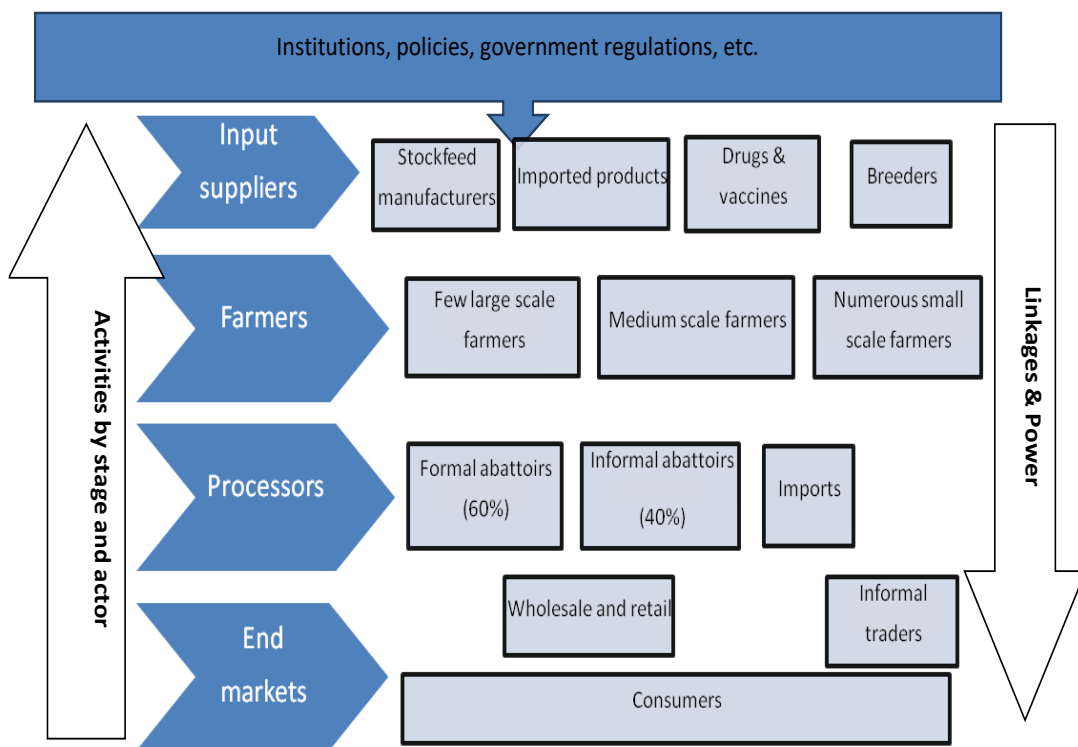 Institutions, policies, government regulations, etc.
Input
suppliers
Stockfeed
manufacturers
Imported products
Drugs &
vaccines
Breeders
Farmers
Few large scale
farmers
Medium scale farmers
Numerous small
scale farmers
Processors
Formal abattoirs
(60%)
Informal abattoirs
(40%)
Imports
End
markets
Wholesale and retail
Informal
traders
Consumers
Activities by stage and actor
Linkages & Power